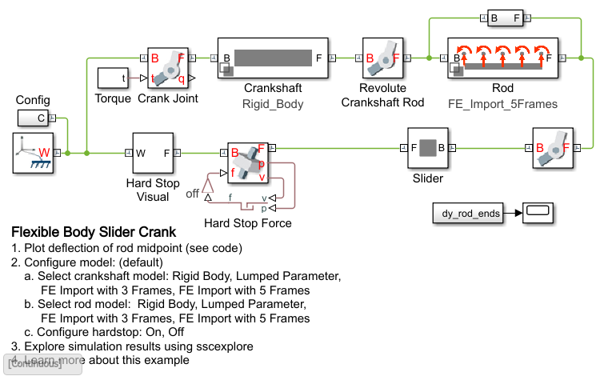 B F
B F
t
t q
Torque
Crank Joint
B F
Crankshaft
Rigid_Body
B F
Revolute
Crankshaft Rod
B F
Rod
FE_Import_5Frames
Config
C
W
W F
Hard Stop
Visual
B F
f p
v
off
f v
p
Hard Stop Force
F B
Slider
B F
dy_rod_ends
Flexible Body Slider Crank
1. Plot deflection of rod midpoint (see code)
2. Configure model: (default)
a. Select crankshaft model: Rigid Body, Lumped Parameter,
FE Import with 3 Frames, FE Import with 5 Frames
b. Select rod model: Rigid Body, Lumped Parameter,
FE Import with 3 Frames, FE Import with 5 Frames
c. Configure hardstop: On, Off
3. Explore simulation results using sscexplore
4. Learn more about this example
[Continuous]